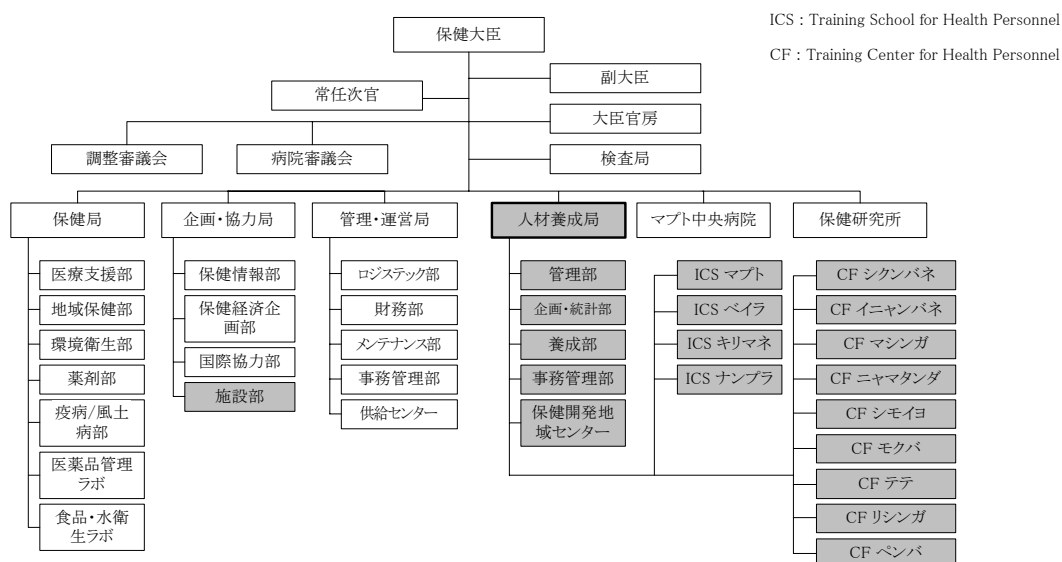 ICS : Training School for Health Personnel
CF : Training Center for Health Personnel
保健大臣
副大臣
常任次官
大臣官房
調整審議会
病院審議会
検査局
保健局
企画・協力局
管理・運営局
人材養成局
マプト中央病院
保健研究所
医療支援部
地域保健部
環境衛生部
薬剤部
疫病/風土
病部
医薬品管理
ラボ
食品・水衛
生ラボ
保健情報部
保健経済企
画部
国際協力部
施設部
ロジステック部
財務部
メンテナンス部
事務管理部
供給センター
管理部
企画・統計部
養成部
事務管理部
保健開発地
域センター
ICS マプト
ICS ベイラ
ICS キリマネ
ICS ナンプラ
CF シクンバネ
CF イニャンバネ
CF マシンガ
CF ニャマタンダ
CF シモイヨ
CF モクバ
CF テテ
CF リシンガ
CF ペンバ